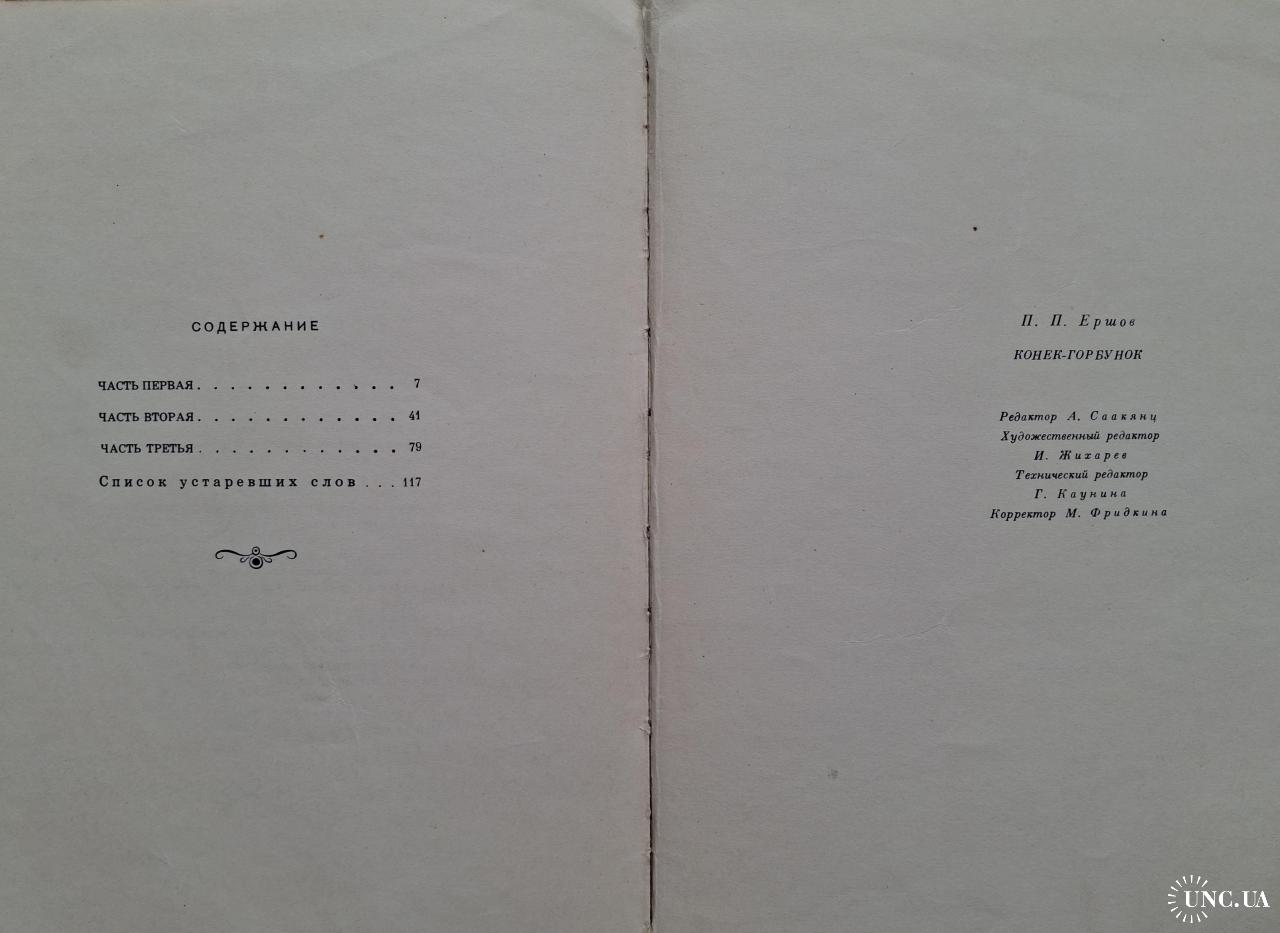 СОДЕРЖАНИЕ
ЧАСТЬ ПЕРВАЯ . . . . . . . . . . . . . 7
ЧАСТЬ ВТОРАЯ . . . . . . . . . . . . . 41
ЧАСТЬ ТРЕТЬЯ . . . . . . . . . . . . . 79
Список устаревших слов . . . 117
П. П. Ершов
КОНЕК-ГОРБУНОК
Редактор А. Саакянц
Художественный редактор
И. Жихарев
Технический редактор
Г. Каунина
Корректор М. Фридкина
UNC.UA